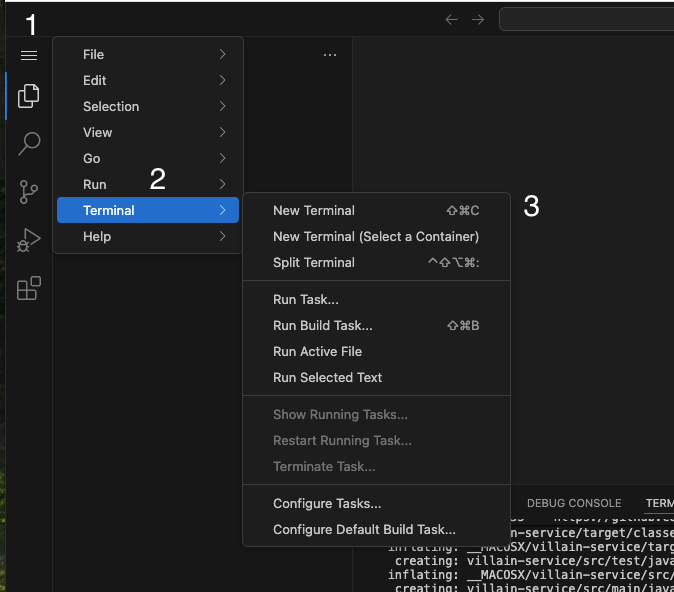 1
File
Edit
Selection
View
Go
Run
2
Terminal
Help
3
New Terminal ⇧⌘C
New Terminal (Select a Container)
Split Terminal ^⇧⌥⌘:
Run Task...
Run Build Task... ⇧⌘B
Run Active File
Run Selected Text
Show Running Tasks...
Restart Running Task...
Terminate Task...
Configure Tasks...
Configure Default Build Task...
DEBUG CONSOLE TERM
n-service/target/classe
inflating: __MACOSX/villain-service/targ
creating: villain-service/src/test/java
inflating: __MACOSX/villain-service/src/
creating: villain-service/src/main/java